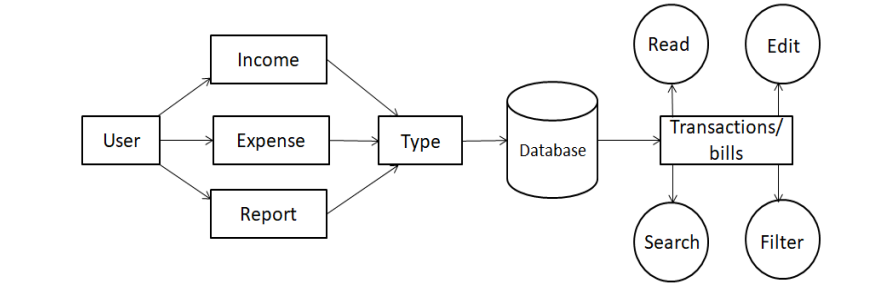 Read
Edit
Income
User
Expense
Type
Database
Transactions/
bills
Report
Search
Filter